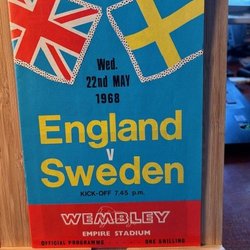 Wed.
22nd MAY
1968
England
v
Sweden
KICK-OFF 7.45 p.m.
WEMBLEY
EMPIRE STADIUM
OFFICIAL PROGRAMME ONE SHILLING